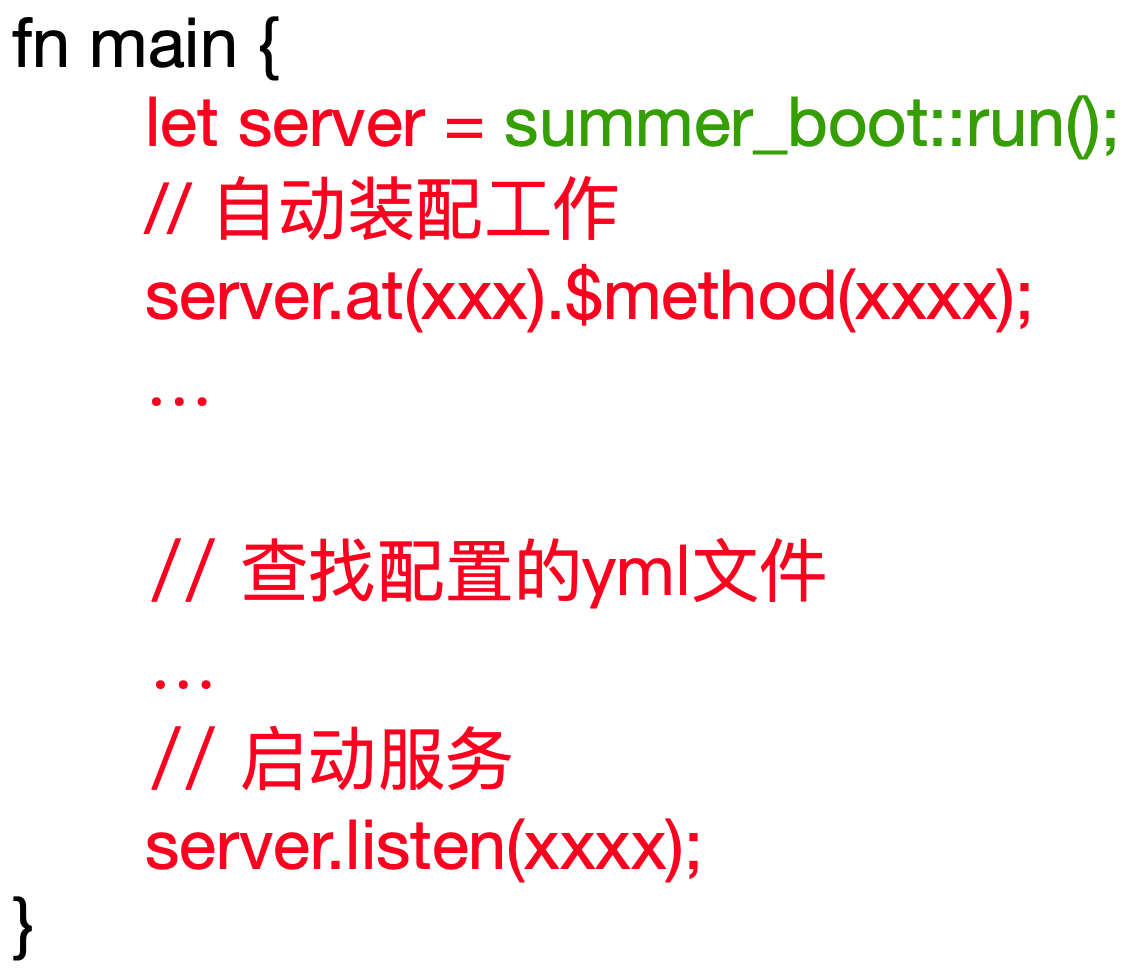 fn main {
let server = summer_boot::run();
// 自动装配工作
server.at(xxx).$method(xxxx);
...
// 查找配置的yml文件
...
// 启动服务
server.listen(xxxx);
}